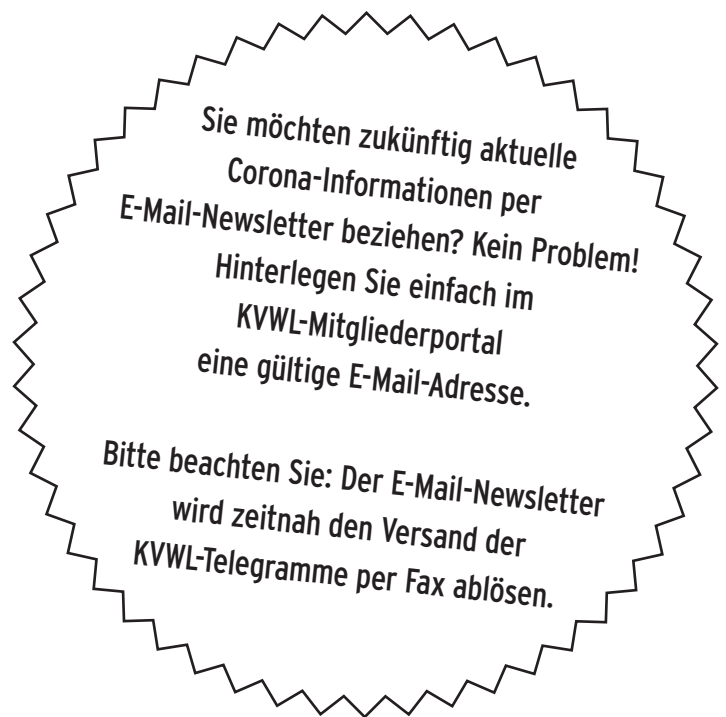 Sie möchten zukünftig aktuelle
Corona-Informationen per
E-Mail-Newsletter beziehen? Kein Problem!
Hinterlegen Sie einfach im
KVWL-Mitgliederportal
eine gültige E-Mail-Adresse.
Bitte beachten Sie: Der E-Mail-Newsletter
wird zeitnah den Versand der
KVWL-Telegramme per Fax ablösen.